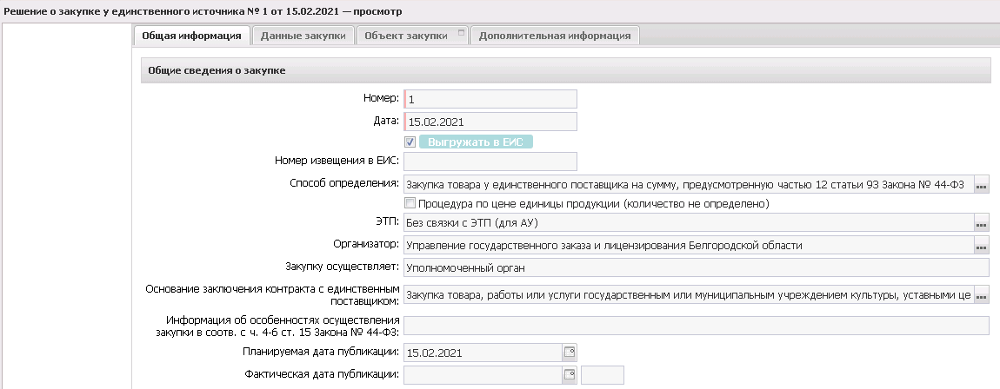 Решение о закупке у единственного источника № 1 от 15.02.2021 — просмотр
Общая информация Данные закупки Объект закупки Дополнительная информация
Общие сведения о закупке
Номер: 1
Дата: 15.02.2021
Выгружать в ЕИС
Номер извещения в ЕИС:
Способ определения: Закупка товара у единственного поставщика на сумму, предусмотренную частью 12 статьи 93 Закона № 44-ФЗ ...
Процедура по цене единицы продукции (количество не определено)
ЭТП: Без связки с ЭТП (для АУ) ...
Организатор: Управление государственного заказа и лицензирования Белгородской области ...
Закупку осуществляет: Уполномоченный орган
Основание заключения контракта с единственным
поставщиком: Закупка товара, работы или услуги государственным или муниципальным учреждением культуры, уставными це ...
Информация об особенностях осуществления
закупки в соотв. с ч. 4-6 ст. 15 Закона № 44-ФЗ:
Планируемая дата публикации: 15.02.2021
Фактическая дата публикации: